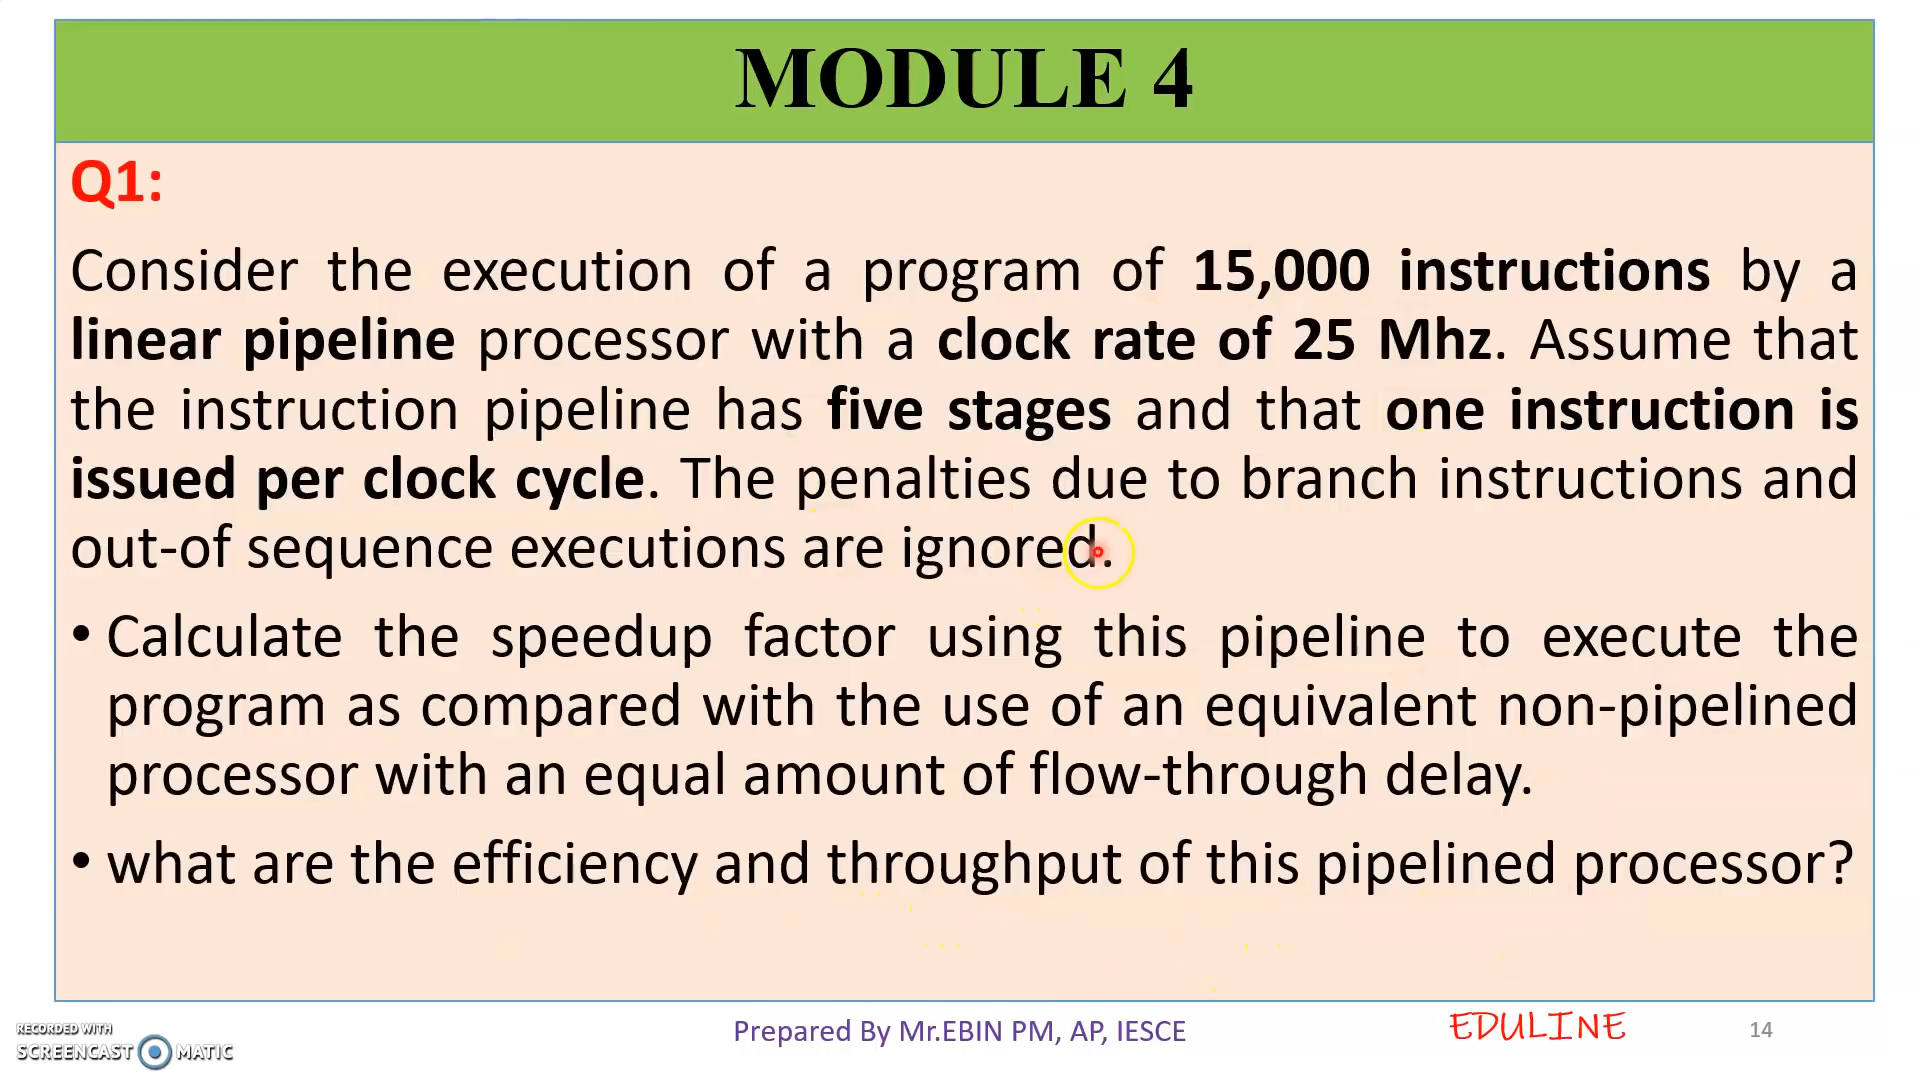 MODULE 4
Q1:
Consider the execution of a program of 15,000 instructions by a
linear pipeline processor with a clock rate of 25 Mhz. Assume that
the instruction pipeline has five stages and that one instruction is
issued per clock cycle. The penalties due to branch instructions and
out-of sequence executions are ignored.
• Calculate the speedup factor using this pipeline to execute the
program as compared with the use of an equivalent non-pipelined
processor with an equal amount of flow-through delay.
• what are the efficiency and throughput of this pipelined processor?
RECORDED WITH
SCREENCAST MATIC
Prepared By Mr.EBIN PM, AP, IESCE
EDULINE
14